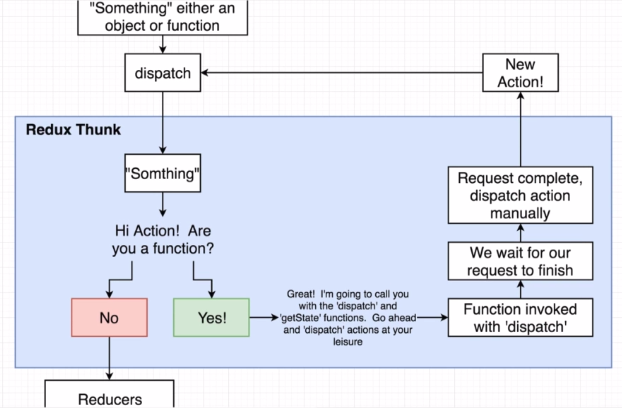 "Something" either an
object or function
dispatch
New
Action!
Redux Thunk
"Somthing"
Hi Action! Are
you a function?
No
Yes!
Great! I'm going to call you
with the 'dispatch' and
'getState' functions. Go ahead
and 'dispatch' actions at your
leisure
Request complete,
dispatch action
manually
We wait for our
request to finish
Function invoked
with 'dispatch'
Reducers